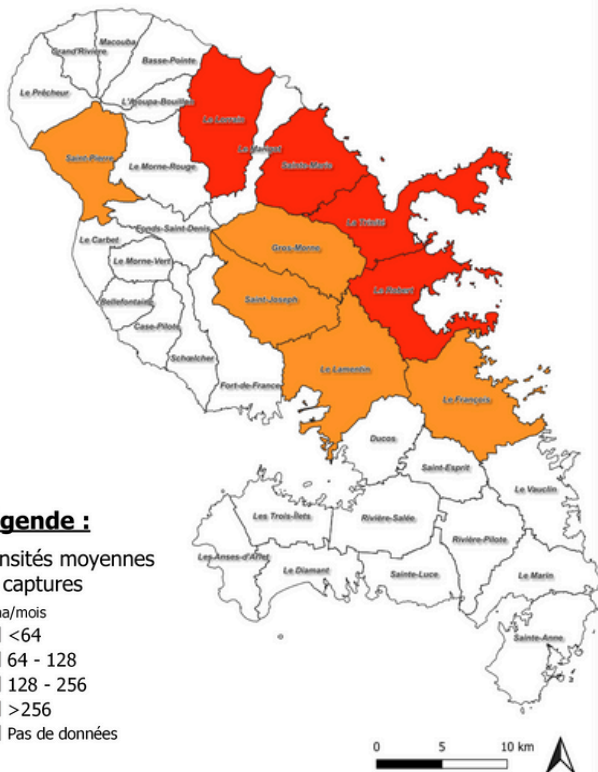 Macouba
Grand'Rivière
Basse-Pointe
Le Prêcheur
L'Ajoupa-Bouillon
Le Lorrain
Le Marigot
Saint-Pierre
Le Morne-Rouge
Sainte-Marie
La Trinité
Fonds-Saint-Denis
Le Carbet
Gros-Morne
Le Morne-Vert
Le Robert
Bellefontaine
Saint-Joseph
Case-Pilote
Schœlcher
Le Lamentin
Fort-de-France
Le François
Ducos
Saint-Esprit
Le Vauclin
Les Trois-Îlets
Rivière-Salée
Rivière-Pilote
Les Anses-d'Arlet
Le Diamant
Sainte-Luce
Le Marin
Sainte-Anne
gende :
nsités moyennes
captures
na/mois
<64
64 - 128
128 - 256
>256
Pas de données
0 5 10 km